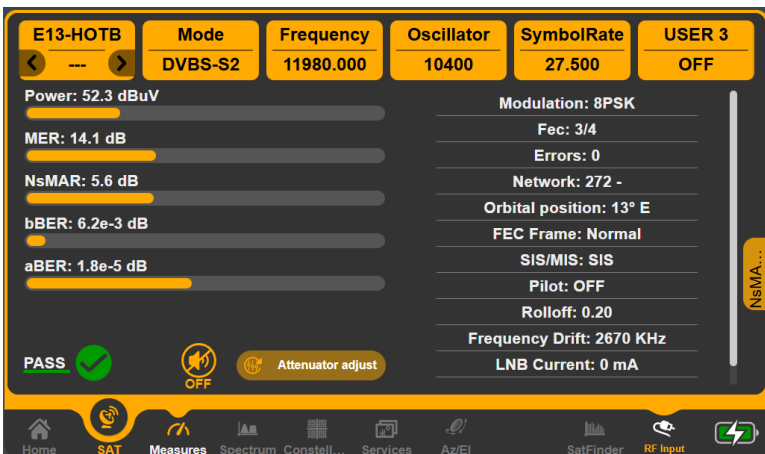 E13-HOTB
---
Mode
DVBS-S2
Frequency
11980.000
Oscillator
10400
SymbolRate
27.500
USER 3
OFF
Power: 52.3 dBuV
MER: 14.1 dB
NsMAR: 5.6 dB
bBER: 6.2e-3 dB
aBER: 1.8e-5 dB
PASS
OFF
Attenuator adjust
Modulation: 8PSK
Fec: 3/4
Errors: 0
Network: 272 -
Orbital position: 13° E
FEC Frame: Normal
SIS/MIS: SIS
Pilot: OFF
Rolloff: 0.20
Frequency Drift: 2670 KHz
LNB Current: 0 mA
NsMA...
Home
SAT
Measures
Spectrum
Constell...
Services
Az/El
SatFinder
RF Input